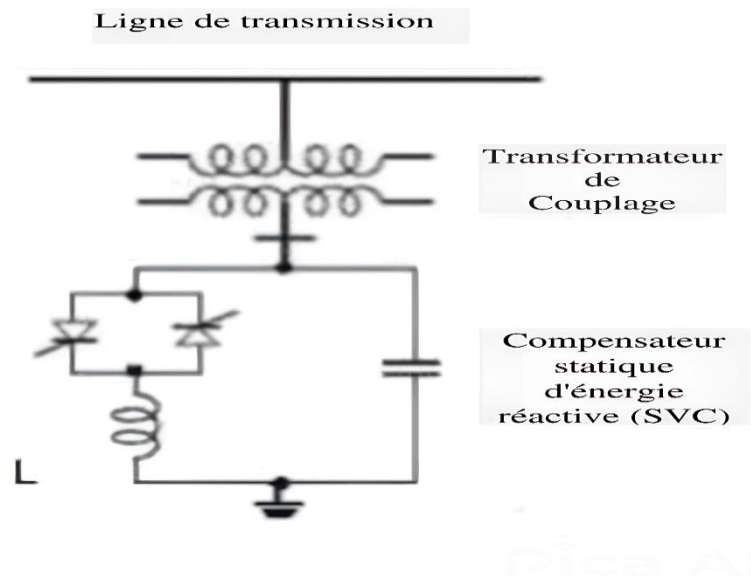 Ligne de transmission
Transformateur
de
Couplage
Compensateur
statique
d'énergie
réactive (SVC)
L